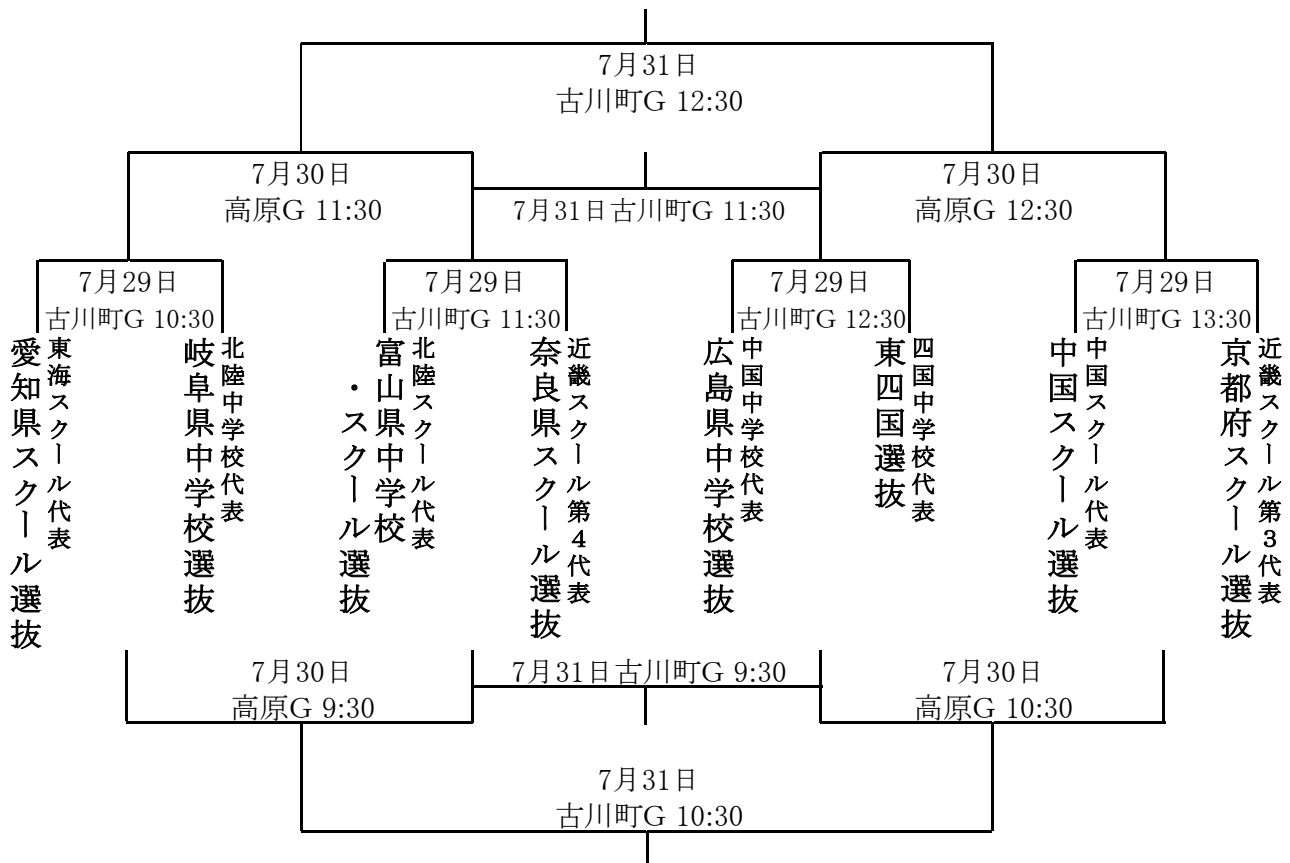 7月31日
古川町G 12:30
7月30日
高原G 11:30
7月31日古川町G 11:30
7月30日
高原G 12:30
7月29日
古川町G 10:30
7月29日
古川町G 11:30
7月29日
古川町G 12:30
7月29日
古川町G 13:30
東海スクール代表
愛知県スクール選抜
北陸中学校代表
岐阜県中学校選抜
北陸スクール代表
富山県中学校
・スクール選抜
近畿スクール第4代表
奈良県スクール選抜
中国中学校代表
広島県中学校選抜
四国中学校代表
東四国選抜
中国スクール代表
中国スクール選抜
近畿スクール第3代表
京都府スクール選抜
7月30日
高原G 9:30
7月31日古川町G 9:30
7月30日
高原G 10:30
7月31日
古川町G 10:30